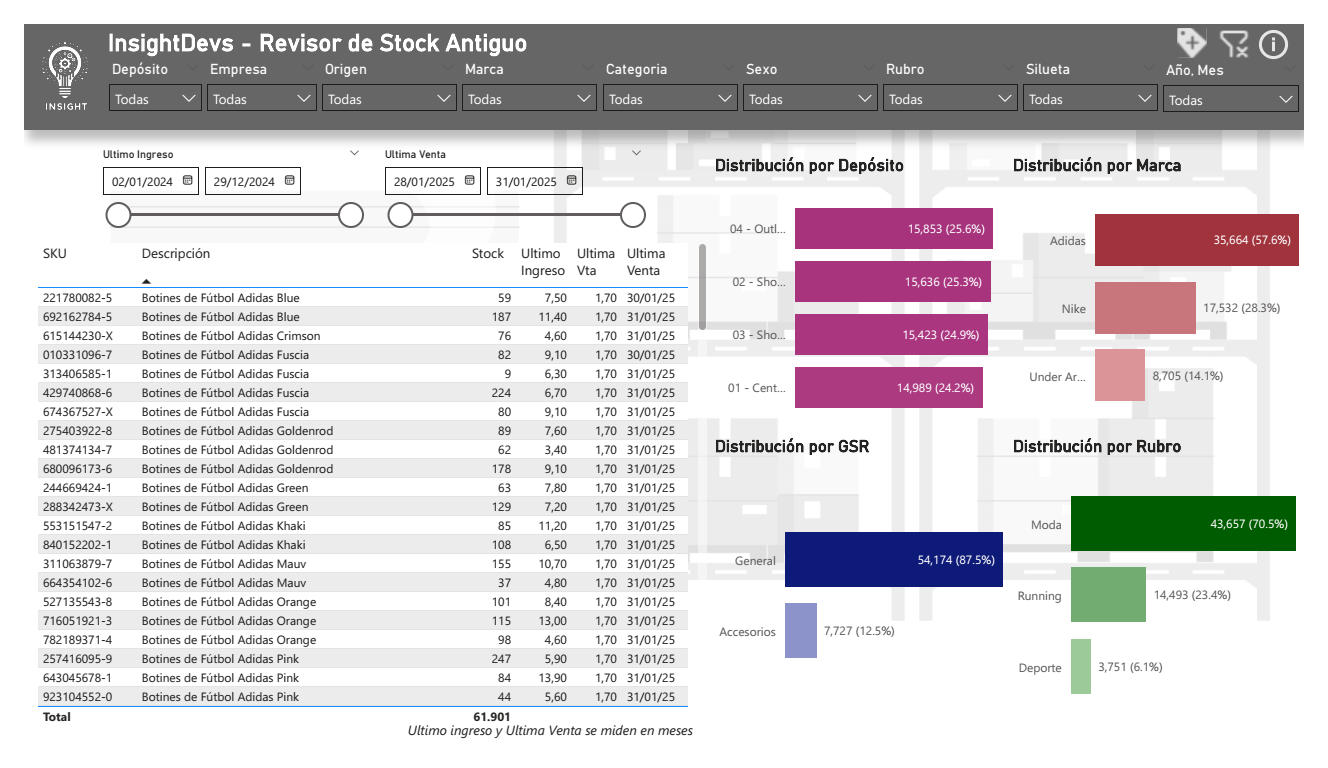 InsightDevs - Revisor de Stock Antiguo
INSIGHT
Depósito Empresa Origen Marca Categoria Sexo Rubro Silueta Año, Mes
Todas Todas Todas Todas Todas Todas Todas Todas Todas
Ultimo Ingreso
02/01/2024 29/12/2024
Ultima Venta
28/01/2025 31/01/2025
SKU Descripción Stock Ultimo Ingreso Ultima Vta Ultima Venta
221780082-5 Botines de Fútbol Adidas Blue 59 7,50 1,70 30/01/25
692162784-5 Botines de Fútbol Adidas Blue 187 11,40 1,70 31/01/25
615144230-X Botines de Fútbol Adidas Crimson 76 4,60 1,70 31/01/25
010331096-7 Botines de Fútbol Adidas Fuscia 82 9,10 1,70 30/01/25
313406585-1 Botines de Fútbol Adidas Fuscia 9 6,30 1,70 31/01/25
429740868-6 Botines de Fútbol Adidas Fuscia 224 6,70 1,70 31/01/25
674367527-X Botines de Fútbol Adidas Fuscia 80 9,10 1,70 31/01/25
275403922-8 Botines de Fútbol Adidas Goldenrod 89 7,60 1,70 31/01/25
481374134-7 Botines de Fútbol Adidas Goldenrod 62 3,40 1,70 31/01/25
680096173-6 Botines de Fútbol Adidas Goldenrod 178 9,10 1,70 31/01/25
244669424-1 Botines de Fútbol Adidas Green 63 7,80 1,70 31/01/25
288342473-X Botines de Fútbol Adidas Green 129 7,20 1,70 31/01/25
553151547-2 Botines de Fútbol Adidas Khaki 85 11,20 1,70 31/01/25
840152202-1 Botines de Fútbol Adidas Khaki 108 6,50 1,70 31/01/25
311063879-7 Botines de Fútbol Adidas Mauv 155 10,70 1,70 31/01/25
664354102-6 Botines de Fútbol Adidas Mauv 37 4,80 1,70 31/01/25
527135543-8 Botines de Fútbol Adidas Orange 101 8,40 1,70 31/01/25
716051921-3 Botines de Fútbol Adidas Orange 115 13,00 1,70 31/01/25
782189371-4 Botines de Fútbol Adidas Orange 98 4,60 1,70 31/01/25
257416095-9 Botines de Fútbol Adidas Pink 247 5,90 1,70 31/01/25
643045678-1 Botines de Fútbol Adidas Pink 84 13,90 1,70 31/01/25
923104552-0 Botines de Fútbol Adidas Pink 44 5,60 1,70 31/01/25
Total 61.901
Ultimo ingreso y Ultima Venta se miden en meses
Distribución por Depósito
04 - Outl... 15,853 (25.6%)
02 - Sho... 15,636 (25.3%)
03 - Sho... 15,423 (24.9%)
01 - Cent... 14,989 (24.2%)
Distribución por Marca
Adidas 35,664 (57.6%)
Nike 17,532 (28.3%)
Under Ar... 8,705 (14.1%)
Distribución por GSR
General 54,174 (87.5%)
Accesorios 7,727 (12.5%)
Distribución por Rubro
Moda 43,657 (70.5%)
Running 14,493 (23.4%)
Deporte 3,751 (6.1%)